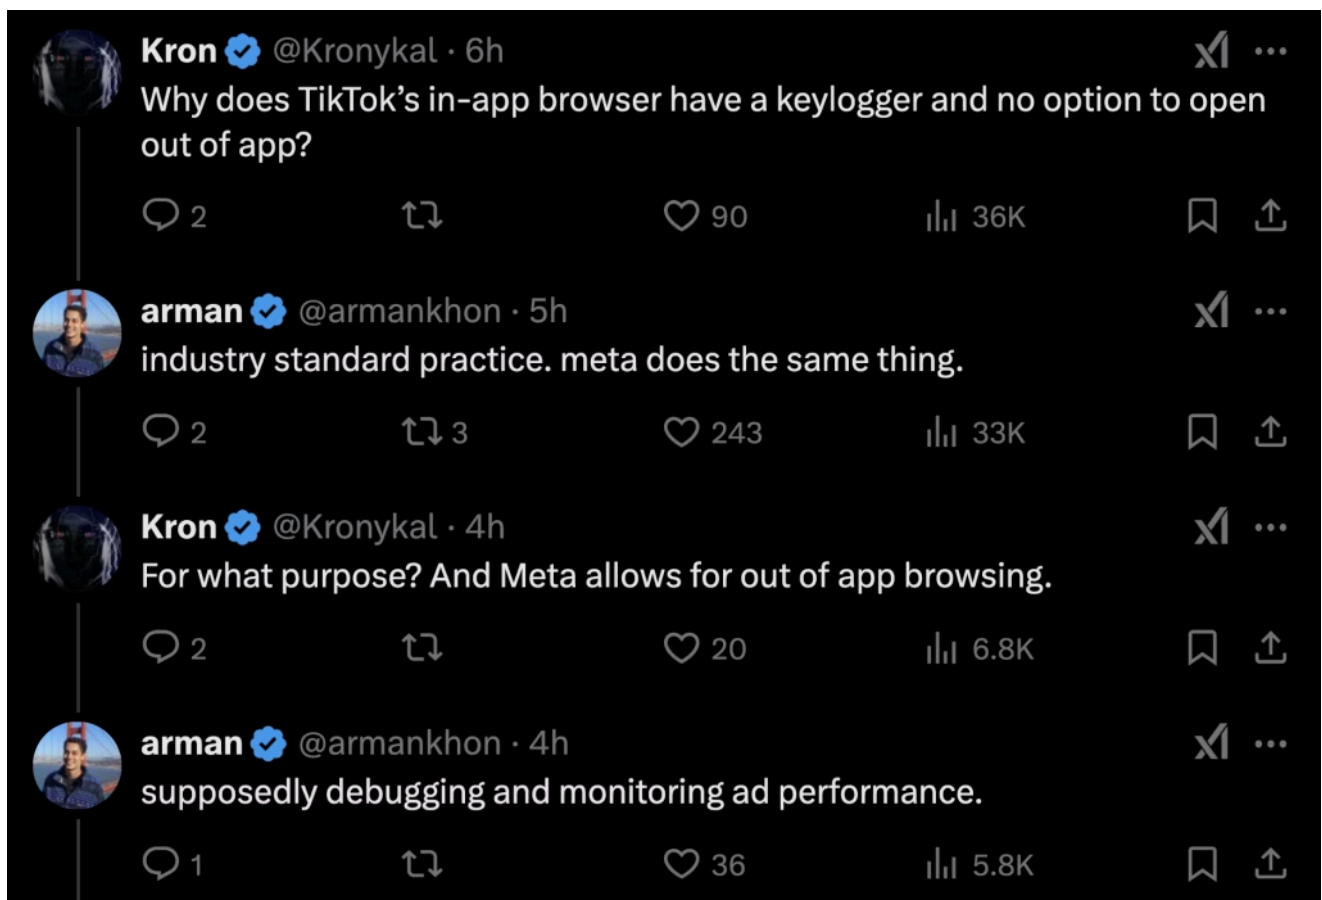 Kron @Kronykal · 6h
Why does TikTok’s in-app browser have a keylogger and no option to open
out of app?
2 90 36K
arman @armankhon · 5h
industry standard practice. meta does the same thing.
2 3 243 33K
Kron @Kronykal · 4h
For what purpose? And Meta allows for out of app browsing.
2 20 6.8K
arman @armankhon · 4h
supposedly debugging and monitoring ad performance.
1 36 5.8K